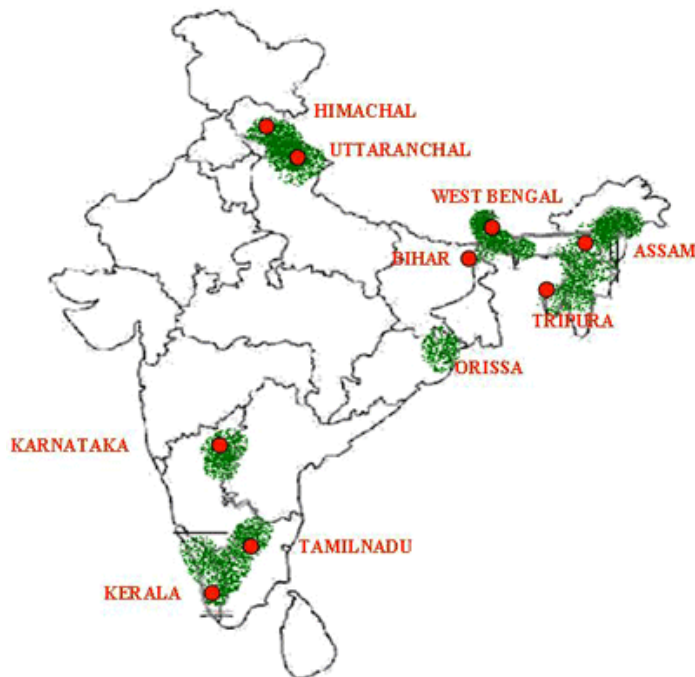 HIMACHAL
UTTARANCHAL
WEST BENGAL
BIHAR
ASSAM
TRIPURA
ORISSA
KARNATAKA
TAMILNADU
KERALA